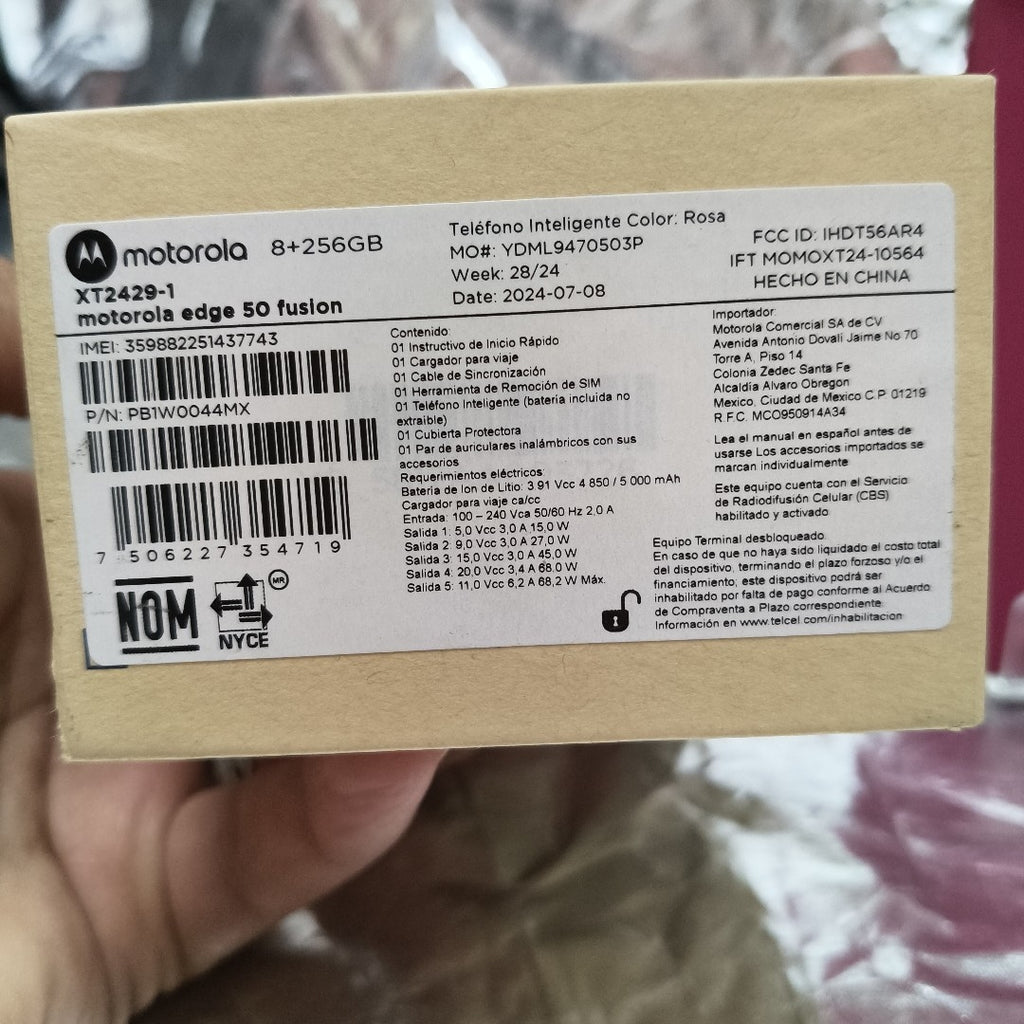 motorola 8+256GB
XT2429-1
motorola edge 50 fusion
Teléfono Inteligente Color: Rosa
MO#: YDML9470503P
Week: 28/24
Date: 2024-07-08
FCC ID: IHDT56AR4
IFT MOMOXT24-10564
HECHO EN CHINA
IMEI: 359882251437743
P/N: PB1W0044MX
7 506227 354719
NOM
NYCE
MR
Contenido:
01 Instructivo de Inicio Rápido
01 Cargador para viaje
01 Cable de Sincronización
01 Herramienta de Remoción de SIM
01 Teléfono Inteligente (batería incluida no
extraíble)
01 Cubierta Protectora
01 Par de auriculares inalámbricos con sus
accesorios
Requerimientos eléctricos:
Batería de Ion de Litio: 3.91 Vcc 4 850 / 5 000 mAh
Cargador para viaje ca/cc
Entrada: 100 – 240 Vca 50/60 Hz 2.0 A
Salida 1: 5,0 Vcc 3,0 A 15,0 W
Salida 2: 9,0 Vcc 3,0 A 27,0 W
Salida 3: 15,0 Vcc 3,0 A 45,0 W
Salida 4: 20,0 Vcc 3,4 A 68.0 W
Salida 5: 11,0 Vcc 6,2 A 68,2 W Máx.
Importador:
Motorola Comercial SA de CV
Avenida Antonio Dovali Jaime No 70
Torre A, Piso 14
Colonia Zedec Santa Fe
Alcaldía Alvaro Obregon
Mexico, Ciudad de Mexico C.P 01219
R.F.C. MCO950914A34
Lea el manual en español antes de
usarse Los accesorios importados se
marcan individualmente
Este equipo cuenta con el Servicio
de Radiodifusión Celular (CBS)
habilitado y activado
Equipo Terminal desbloqueado.
En caso de que no haya sido liquidado el costo total
del dispositivo, terminando el plazo forzoso y/o el
financiamiento; este dispositivo podrá ser
inhabilitado por falta de pago conforme al Acuerdo
de Compraventa a Plazo correspondiente.
Información en www.telcel.com/inhabilitacion